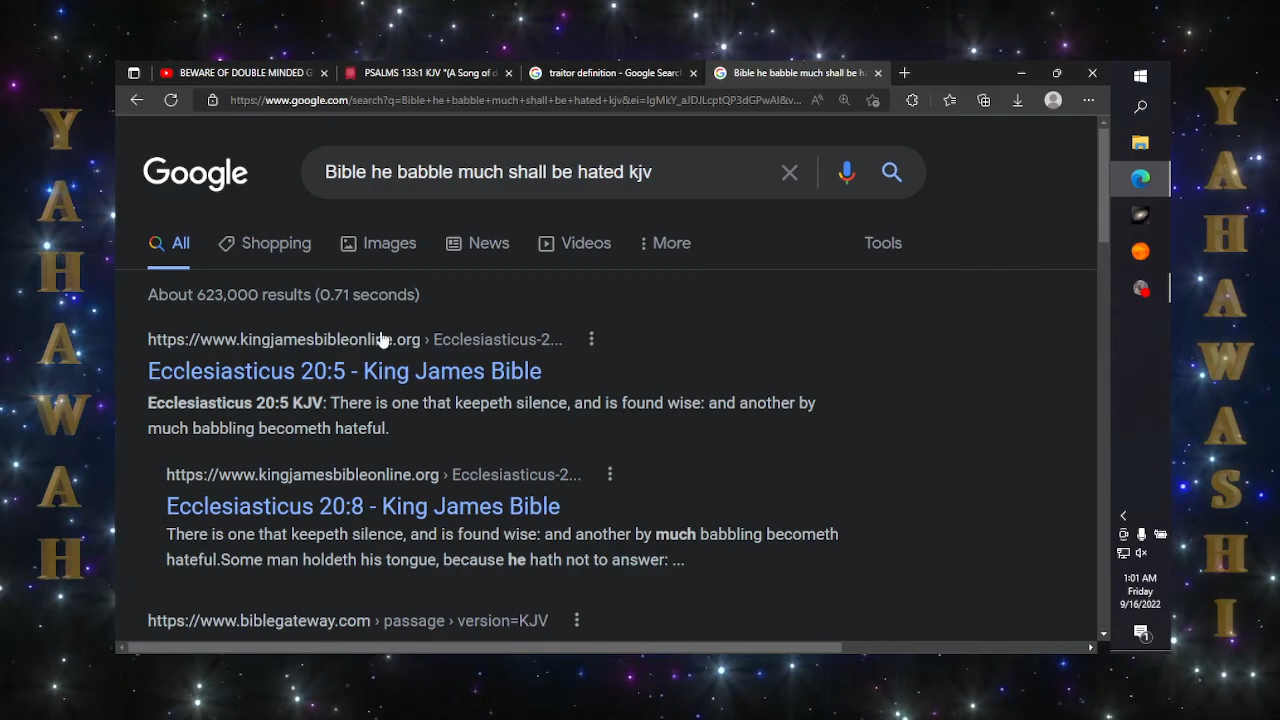 YAHAWAH
BEWARE OF DOUBLE MINDED G
PSALMS 133:1 KJV "(A Song of d
traitor definition - Google Searc
Bible he babble much shall be ha
https://www.google.com/search?q=Bible+he+babble+much+shall+be+hated+kjv&ei=IgMkY_aJDJLcptQP3dGPwAI&v...
Google
Bible he babble much shall be hated kjv
All
Shopping
Images
News
Videos
More
Tools
About 623,000 results (0.71 seconds)
https://www.kingjamesbibleonline.org › Ecclesiasticus-2...
Ecclesiasticus 20:5 - King James Bible
Ecclesiasticus 20:5 KJV: There is one that keepeth silence, and is found wise: and another by
much babbling becometh hateful.
https://www.kingjamesbibleonline.org › Ecclesiasticus-2...
Ecclesiasticus 20:8 - King James Bible
There is one that keepeth silence, and is found wise: and another by much babbling becometh
hateful.Some man holdeth his tongue, because he hath not to answer: ...
https://www.biblegateway.com › passage › version=KJV
1:01 AM
Friday
9/16/2022
1
YAHAWASHI